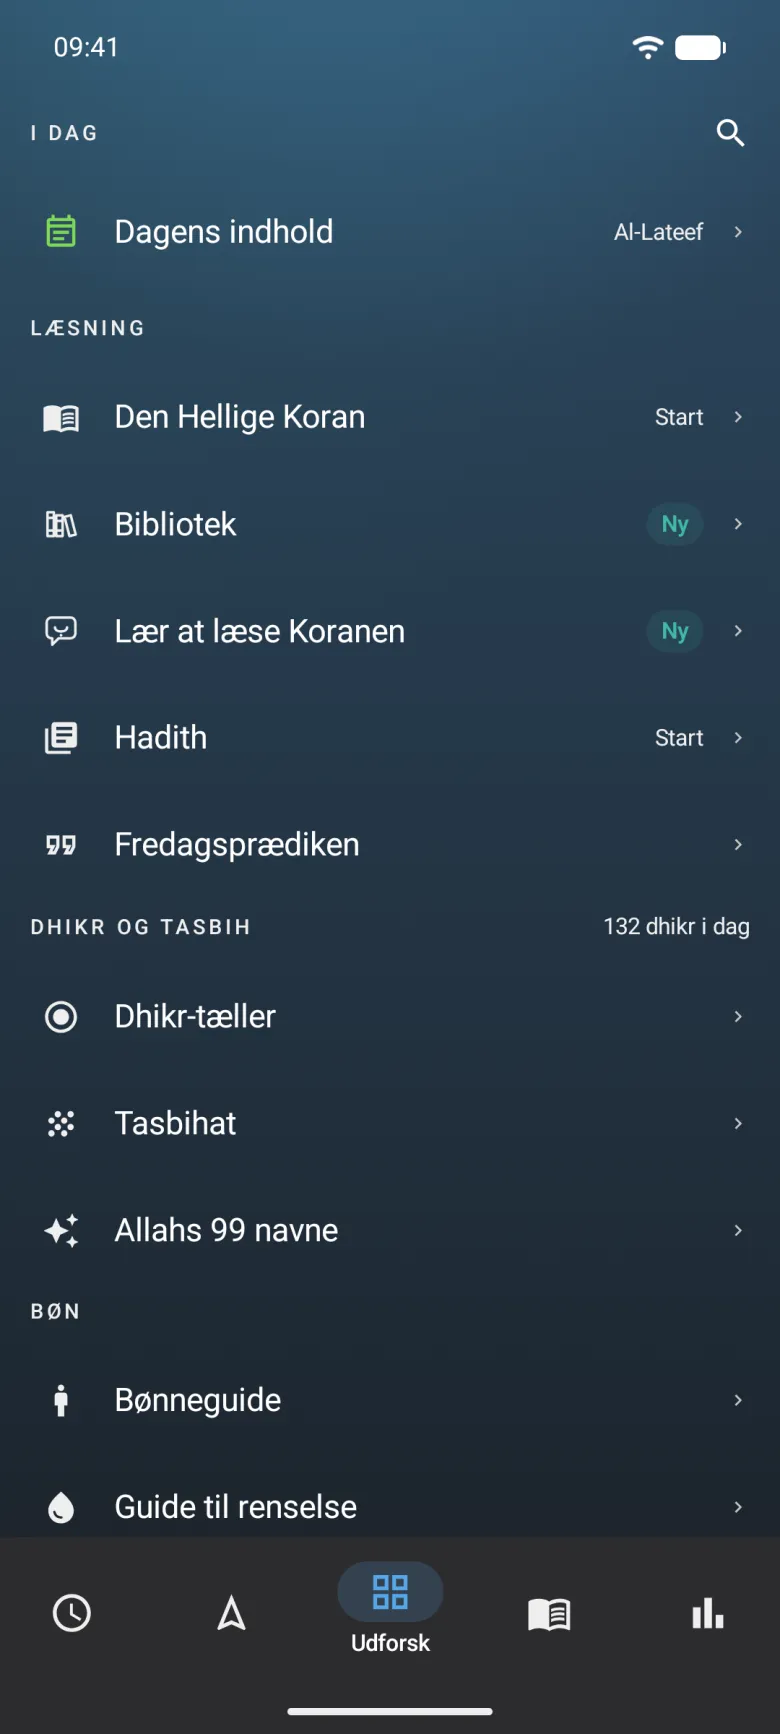 09:41
I DAG
Dagens indhold Al-Lateef
LÆSNING
Den Hellige Koran Start
Bibliotek Ny
Lær at læse Koranen Ny
Hadith Start
Fredagsprædiken
DHIKR OG TASBIH 132 dhikr i dag
Dhikr-tæller
Tasbihat
Allahs 99 navne
BØN
Bønneguide
Guide til renselse
Udforsk